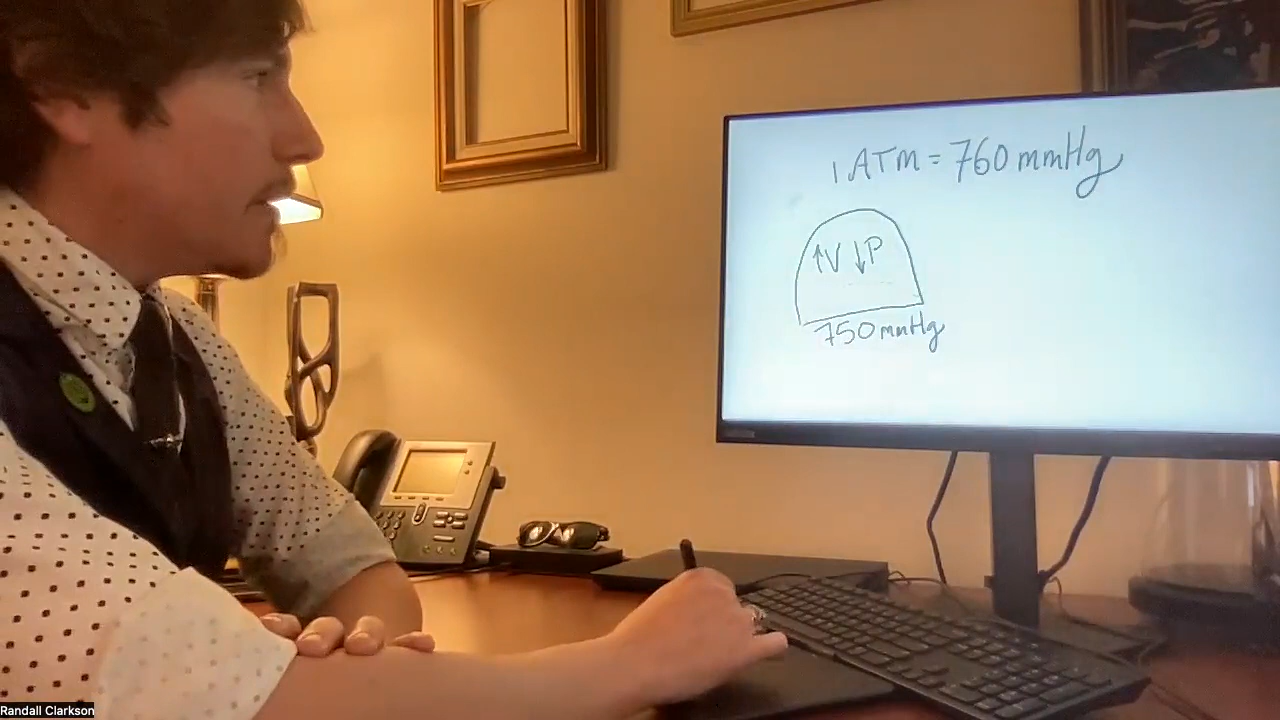 1 ATM = 760 mmHg
↑V ↓P
750 mmHg
Randall Clarkson